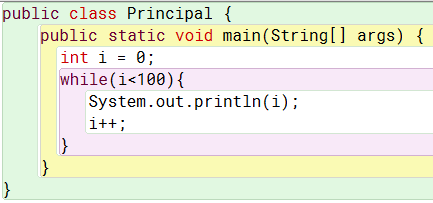 public class Principal {
public static void main(String[] args) {
int i = 0;
while(i<100){
System.out.println(i);
i++;
}
}
}